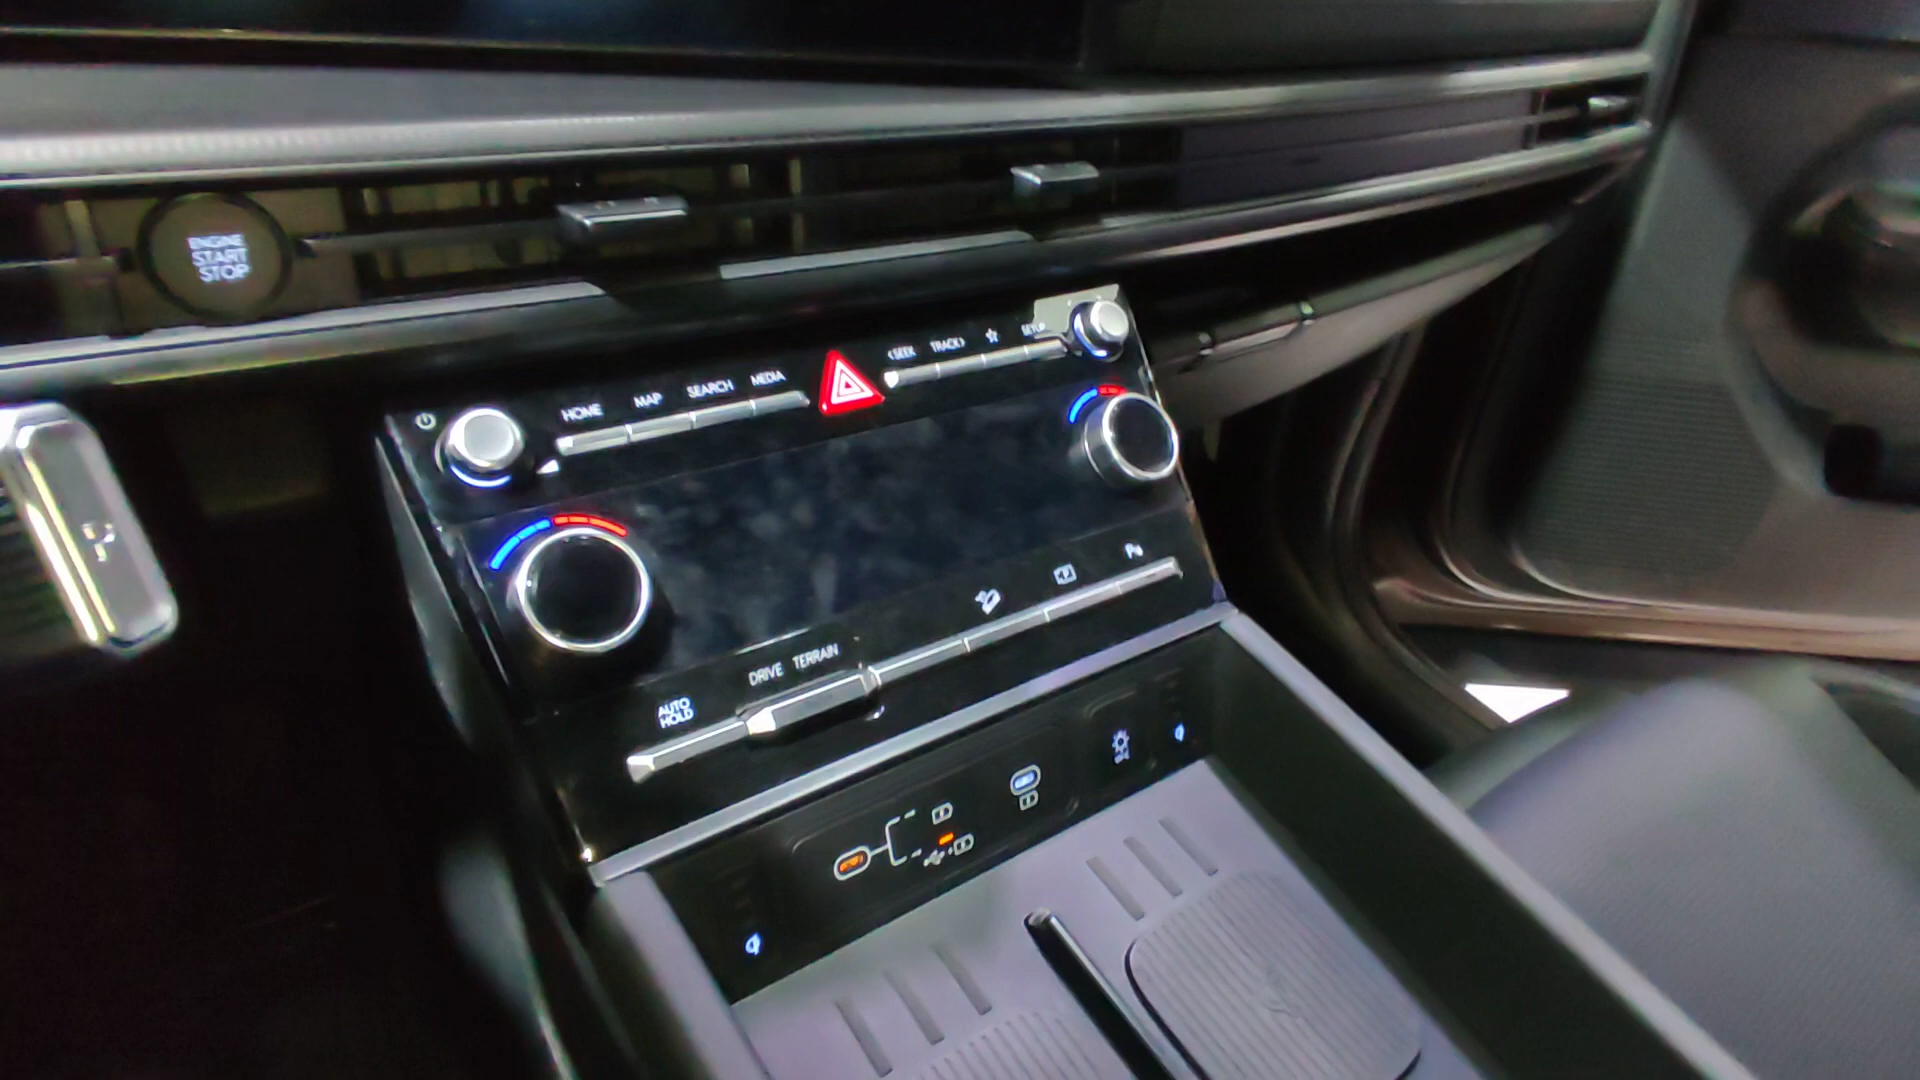 ENGINE
START
STOP
HOME
MAP
SEARCH
MEDIA
<SEEK
TRACK>
SETUP
AUTO
HOLD
DRIVE
TERRAIN
P